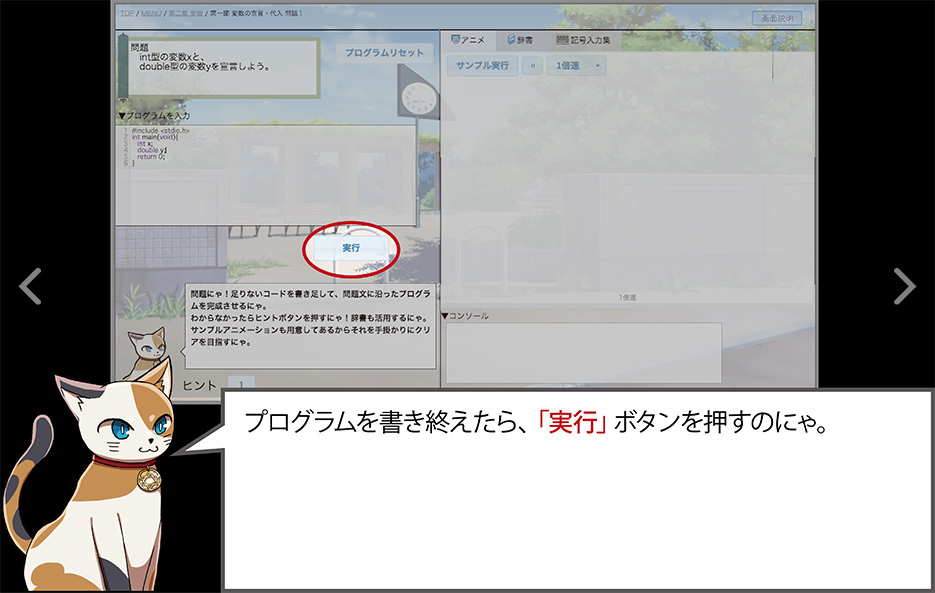 TOP / MENU / 第二章 変数 / 第一部 変数の宣言・代入 問題 1
画面説明
問題
int型の変数xと、
double型の変数yを宣言しよう。
プログラムリセット
▼プログラムを入力
1 #include <stdio.h>
2 int main(void){
3 int x;
4 double y;
5 return 0;
6 }
実行
問題にゃ！足りないコードを書き足して、問題文に沿ったプログラ
ムを完成させるにゃ。
わからなかったらヒントボタンを押すにゃ！辞書も活用するにゃ。
サンプルアニメーションも用意してあるからそれを手掛かりにクリ
アを目指すにゃ。
ヒント 1
アニメ 辞書 記号入力集
サンプル実行 » 1倍速
1倍速
▼コンソール
プログラムを書き終えたら、「実行」ボタンを押すのにゃ。